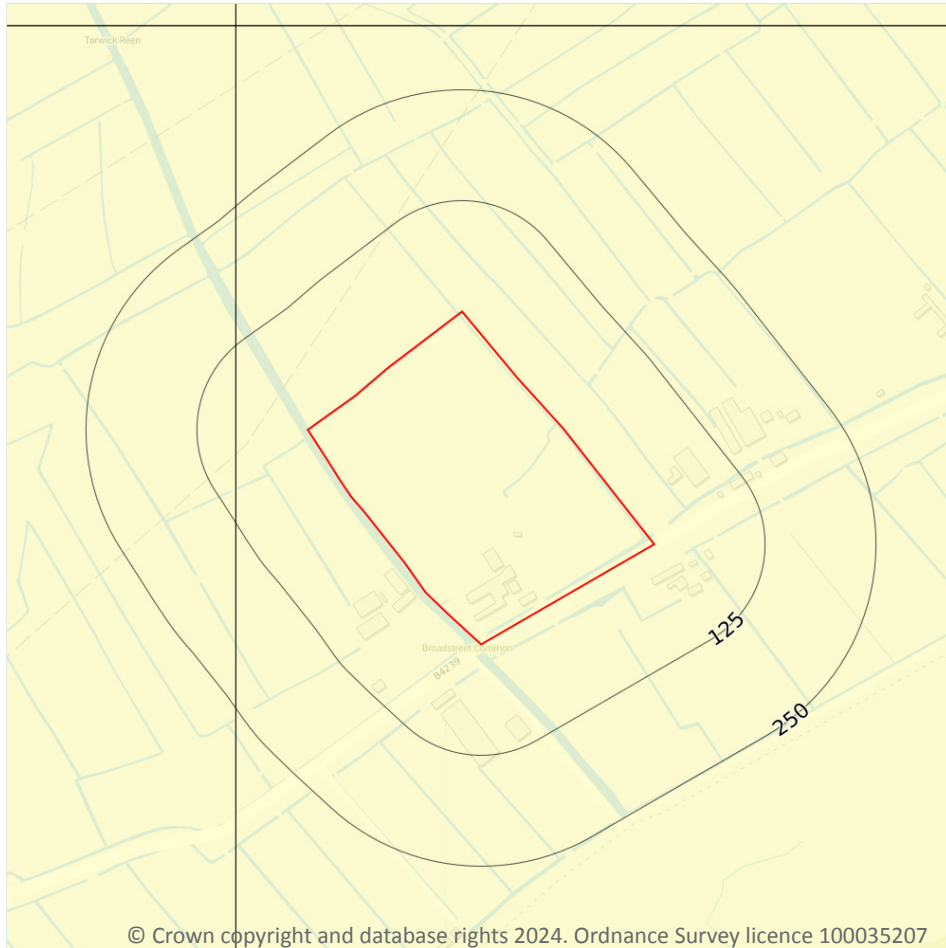 Tarwick Reen
125
Broadstreet Common
B4239
250
© Crown copyright and database rights 2024. Ordnance Survey licence 100035207